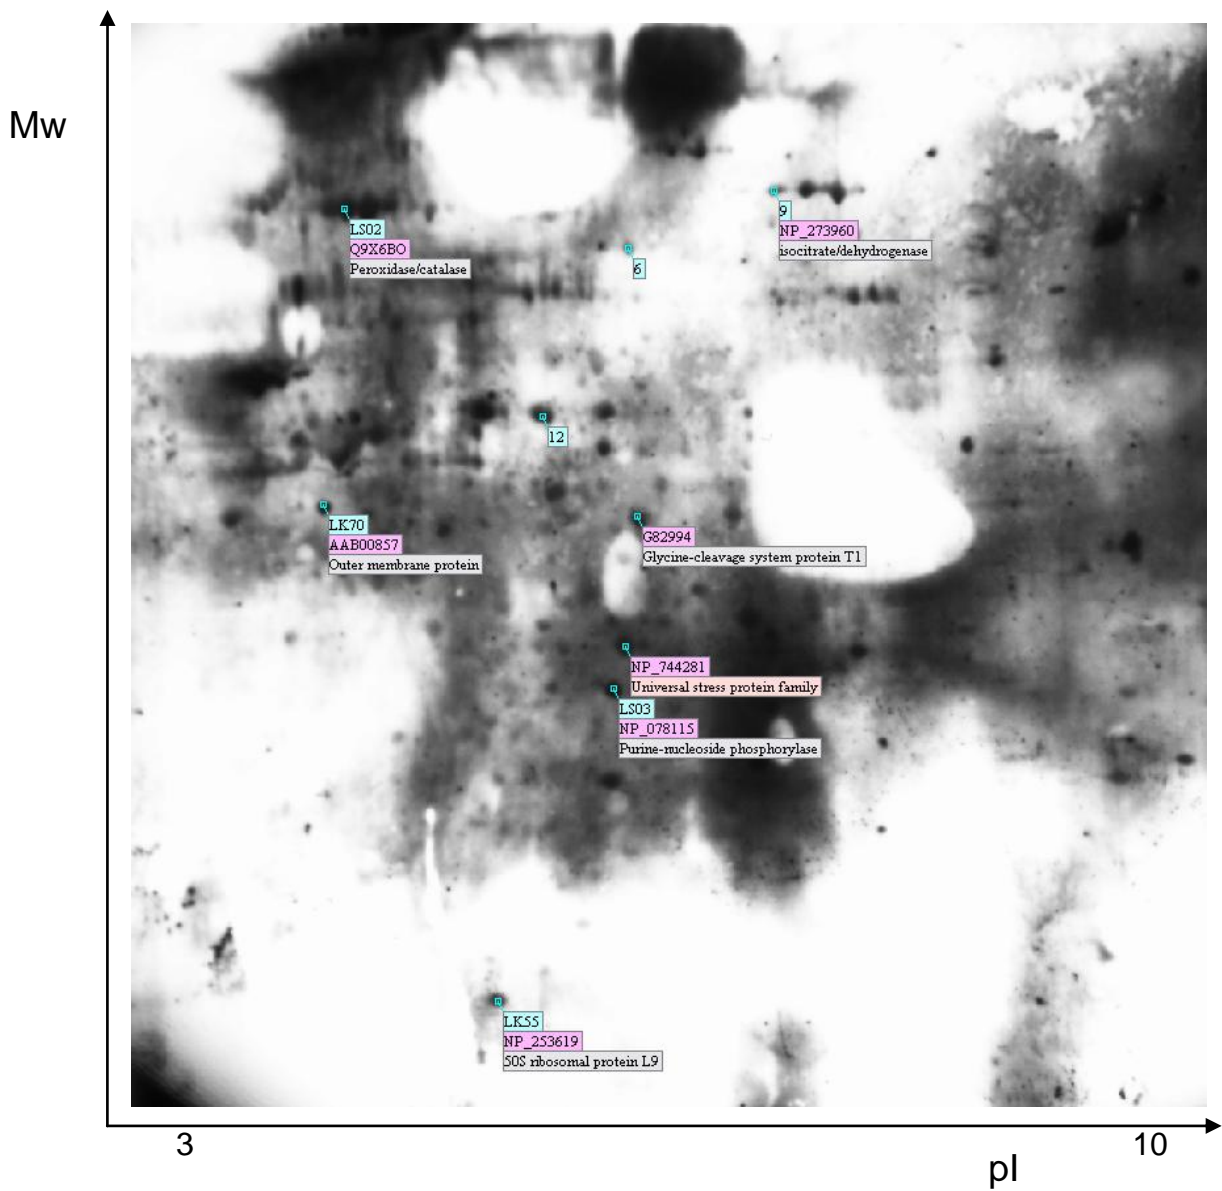 Mw
9
NP_273960
isocitrate/dehydrogenase
LS02
Q9X6BO
Peroxidase/catalase
6
12
LK70
AAB00857
Outer membrane protein
G82994
Glycine-cleavage system protein T1
NP_744281
Universal stress protein family
LS03
NP_078115
Purine-nucleoside phosphorylase
LK55
NP_253619
50S ribosomal protein L9
3
10
pI